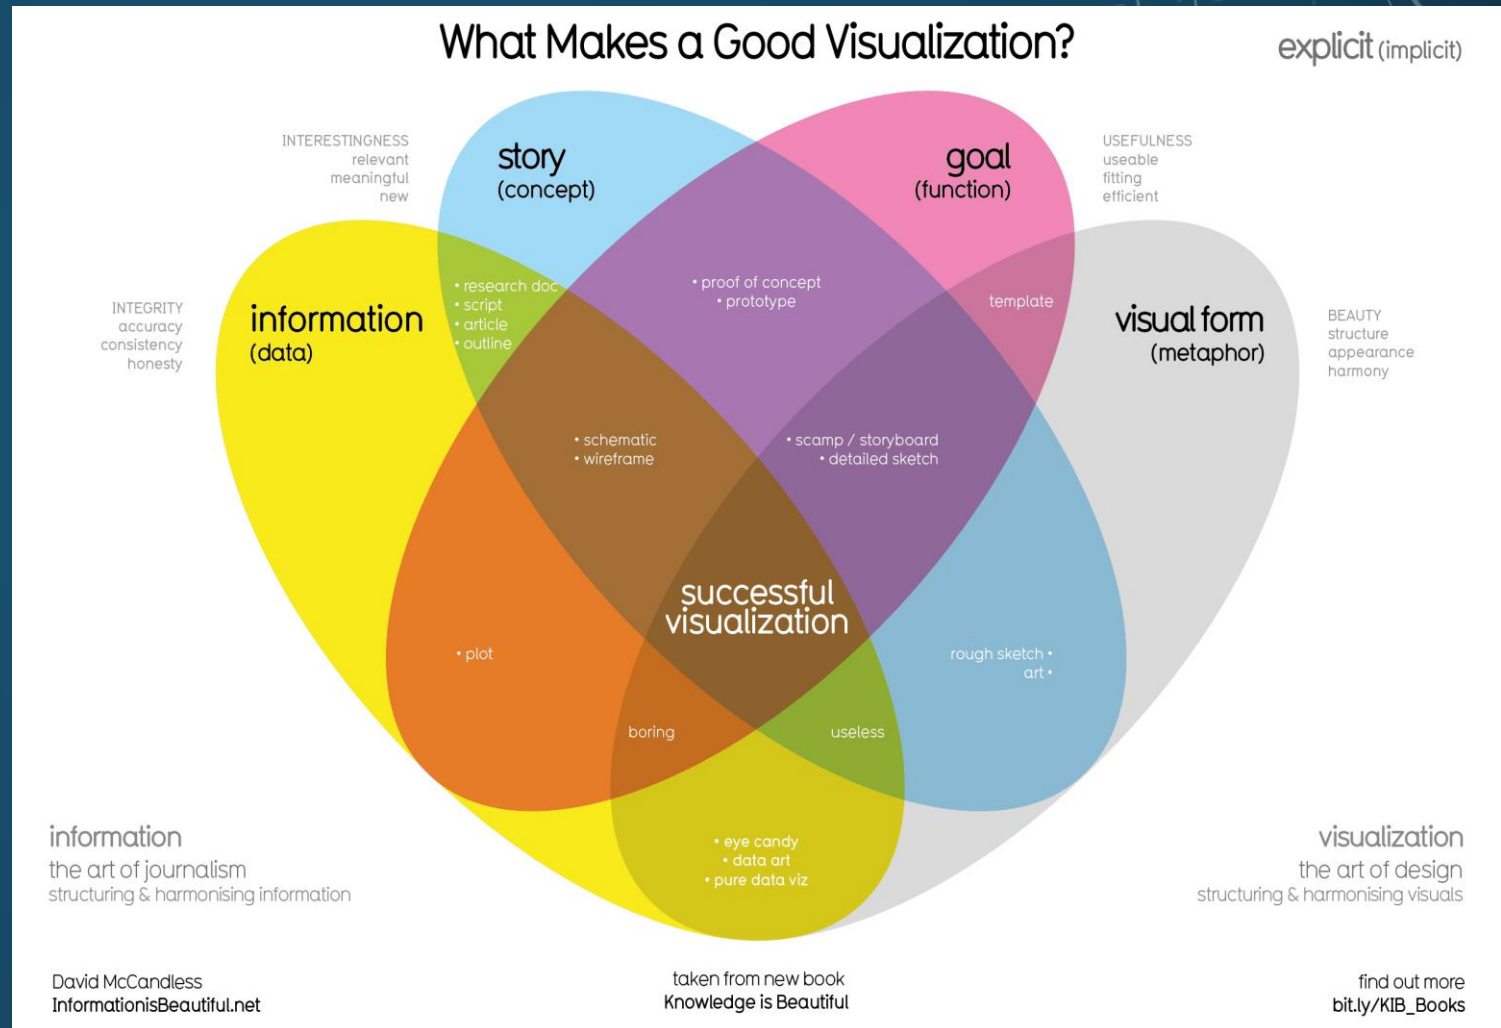 What Makes a Good Visualization?
explicit (implicit)
INTERESTINGNESS
relevant
meaningful
new
story
(concept)
goal
(function)
USEFULNESS
useable
fitting
efficient
INTEGRITY
accuracy
consistency
honesty
information
(data)
• research doc
• script
• article
• outline
• proof of concept
• prototype
template
visual form
(metaphor)
BEAUTY
structure
appearance
harmony
• schematic
• wireframe
• scamp / storyboard
• detailed sketch
successful
visualization
• plot
rough sketch •
art •
boring
useless
• eye candy
• data art
• pure data viz
information
the art of journalism
structuring & harmonising information
visualization
the art of design
structuring & harmonising visuals
David McCandless
InformationisBeautiful.net
taken from new book
Knowledge is Beautiful
find out more
bit.ly/KIB_Books